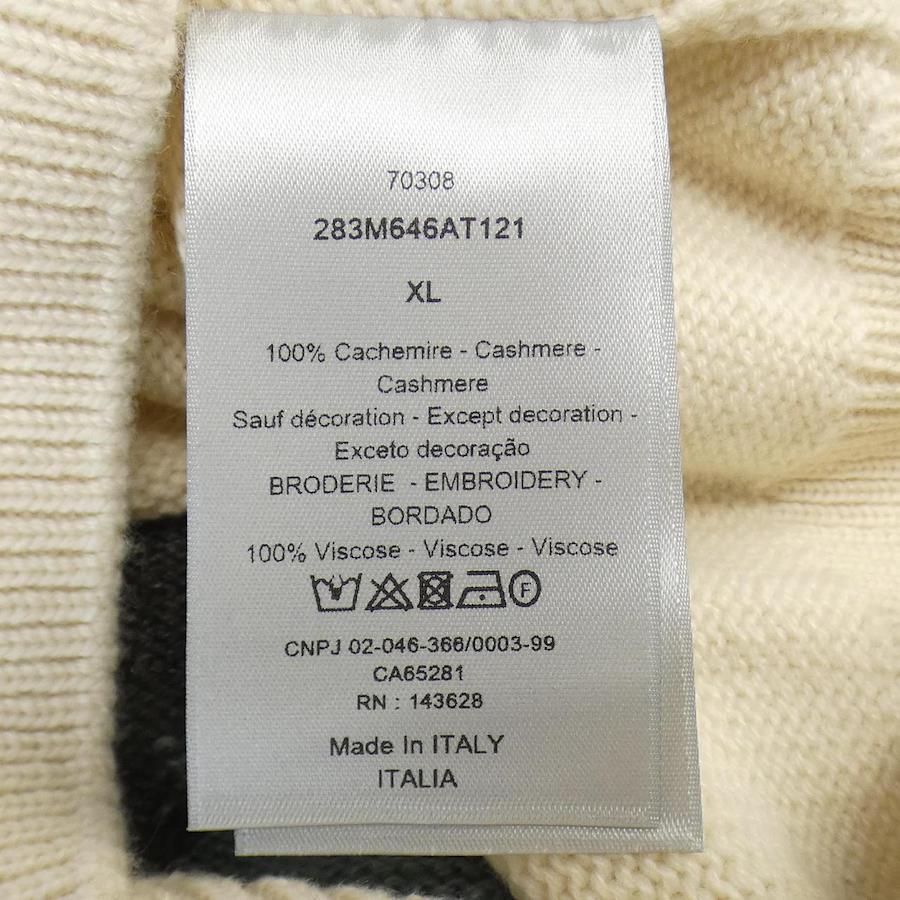 70308
283M646AT121
XL
100% Cachemire - Cashmere -
Cashmere
Sauf décoration - Except decoration -
Exceto decoração
BRODERIE - EMBROIDERY -
BORDADO
100% Viscose - Viscose - Viscose
F
CNPJ 02-046-366/0003-99
CA65281
RN : 143628
Made In ITALY
ITALIA